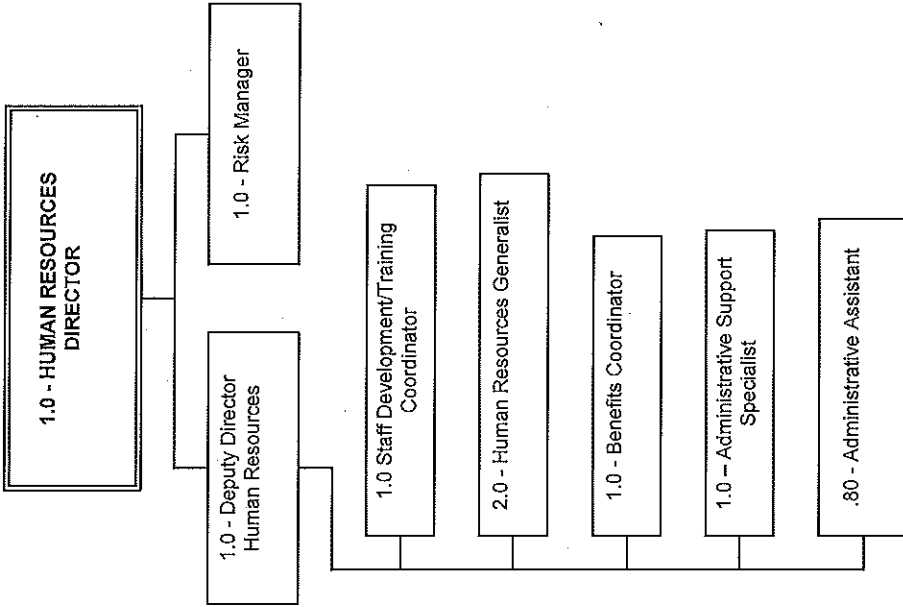 1.0 - HUMAN RESOURCES
DIRECTOR
1.0 - Deputy Director
Human Resources
1.0 - Risk Manager
1.0 Staff Development/Training
Coordinator
2.0 - Human Resources Generalist
1.0 - Benefits Coordinator
1.0 – Administrative Support
Specialist
.80 - Administrative Assistant